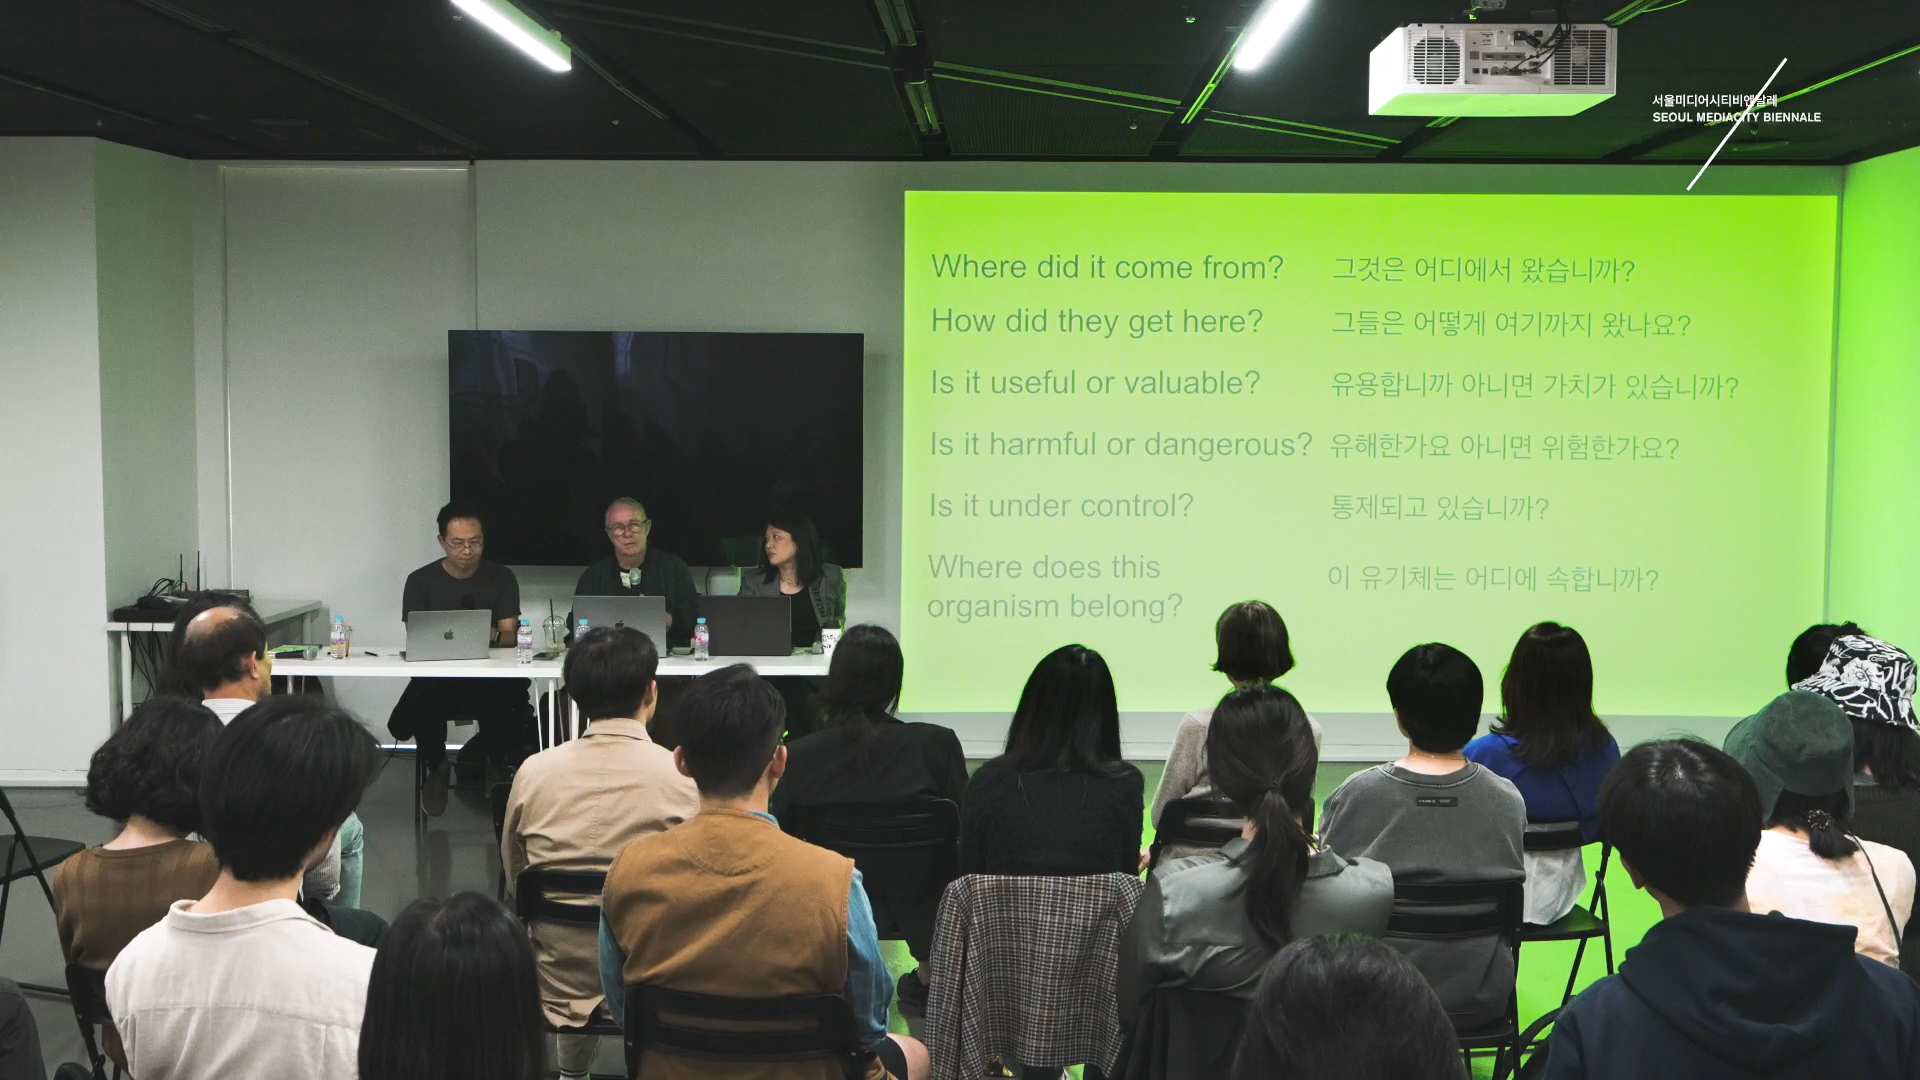 서울미디어시티비엔날레
SEOUL MEDIACITY BIENNALE
Where did it come from? 그것은 어디에서 왔습니까?
How did they get here? 그들은 어떻게 여기까지 왔나요?
Is it useful or valuable? 유용합니까 아니면 가치가 있습니까?
Is it harmful or dangerous? 유해한가요 아니면 위험한가요?
Is it under control? 통제되고 있습니까?
Where does this
organism belong?
이 유기체는 어디에 속합니까?